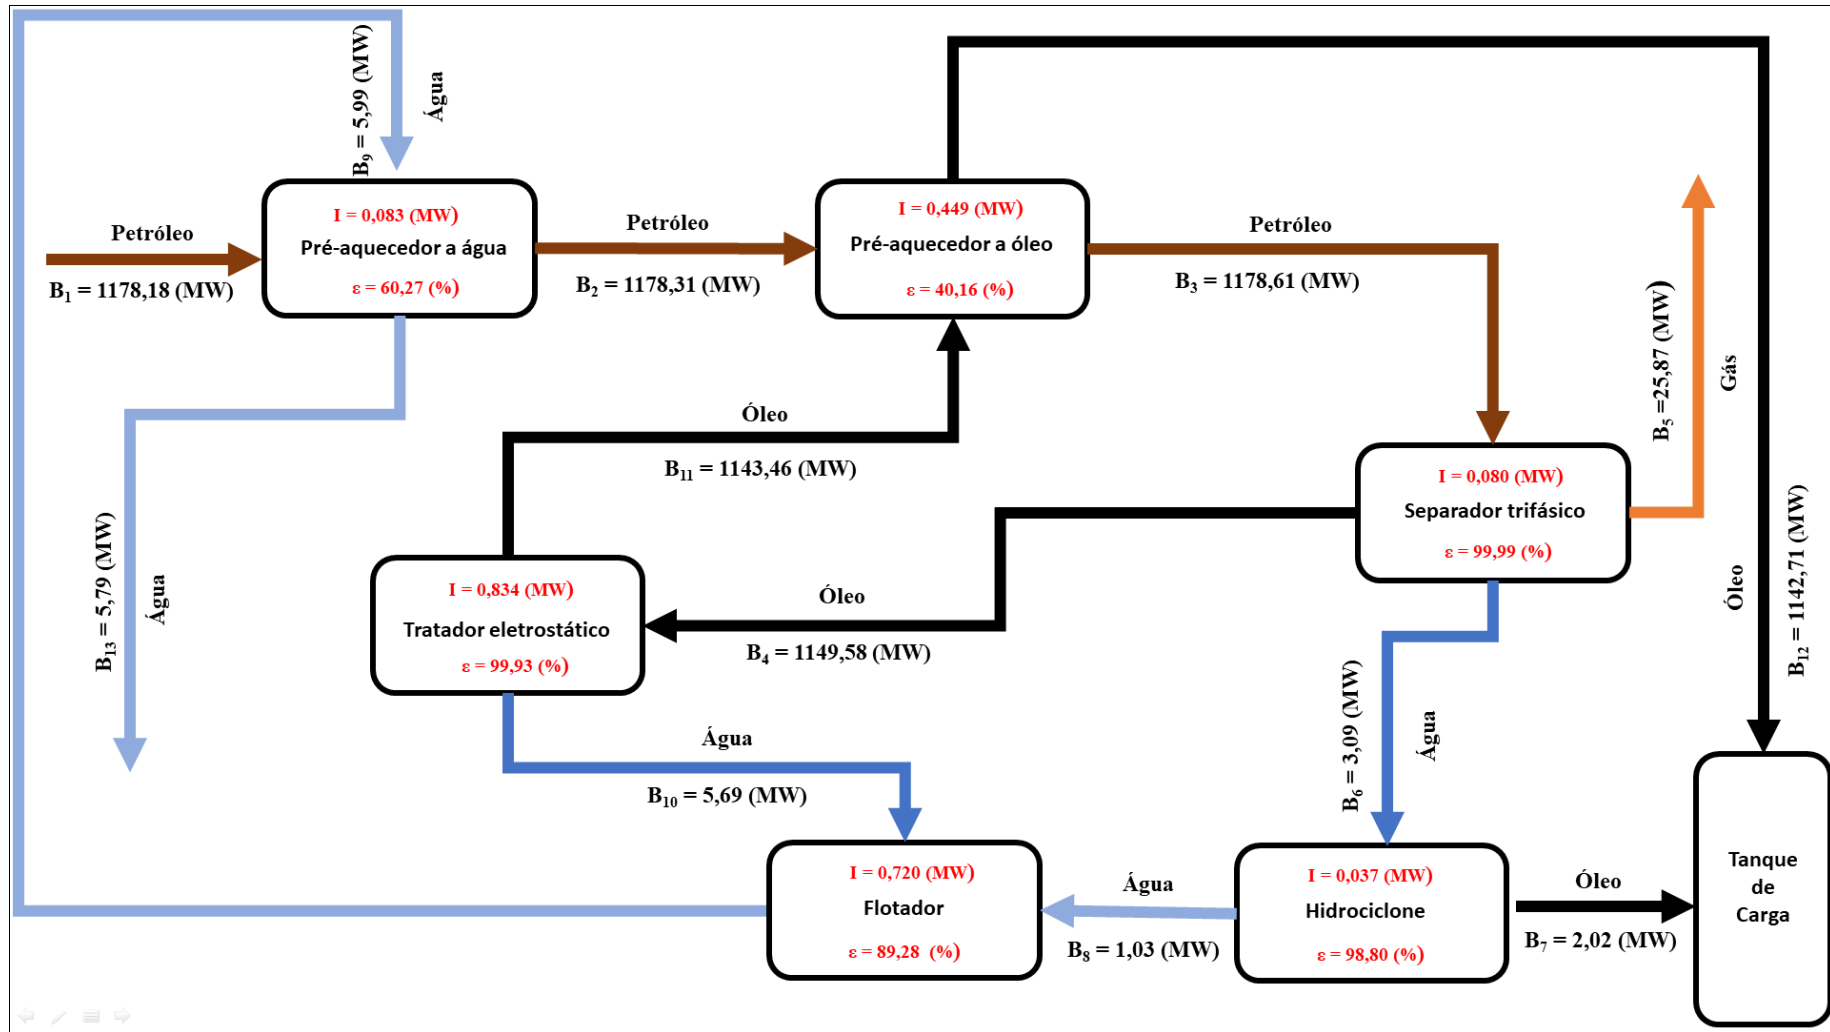 B9 = 5,99 (MW)
Água
I = 0,083 (MW)
Pré-aquecedor a água
ε = 60,27 (%)
Petróleo
B1 = 1178,18 (MW)
Petróleo
B2 = 1178,31 (MW)
I = 0,449 (MW)
Pré-aquecedor a óleo
ε = 40,16 (%)
Petróleo
B3 = 1178,61 (MW)
B5 =25,87 (MW)
Gás
Óleo
B11 = 1143,46 (MW)
I = 0,080 (MW)
Separador trifásico
ε = 99,99 (%)
Óleo
B12 = 1142,71 (MW)
B13 = 5,79 (MW)
Água
I = 0,834 (MW)
Tratador eletrostático
ε = 99,93 (%)
Óleo
B4 = 1149,58 (MW)
B6 = 3,09 (MW)
Água
Água
B10 = 5,69 (MW)
I = 0,720 (MW)
Flotador
ε = 89,28 (%)
Água
B8 = 1,03 (MW)
I = 0,037 (MW)
Hidrociclone
ε = 98,80 (%)
Óleo
B7 = 2,02 (MW)
Tanque
de
Carga